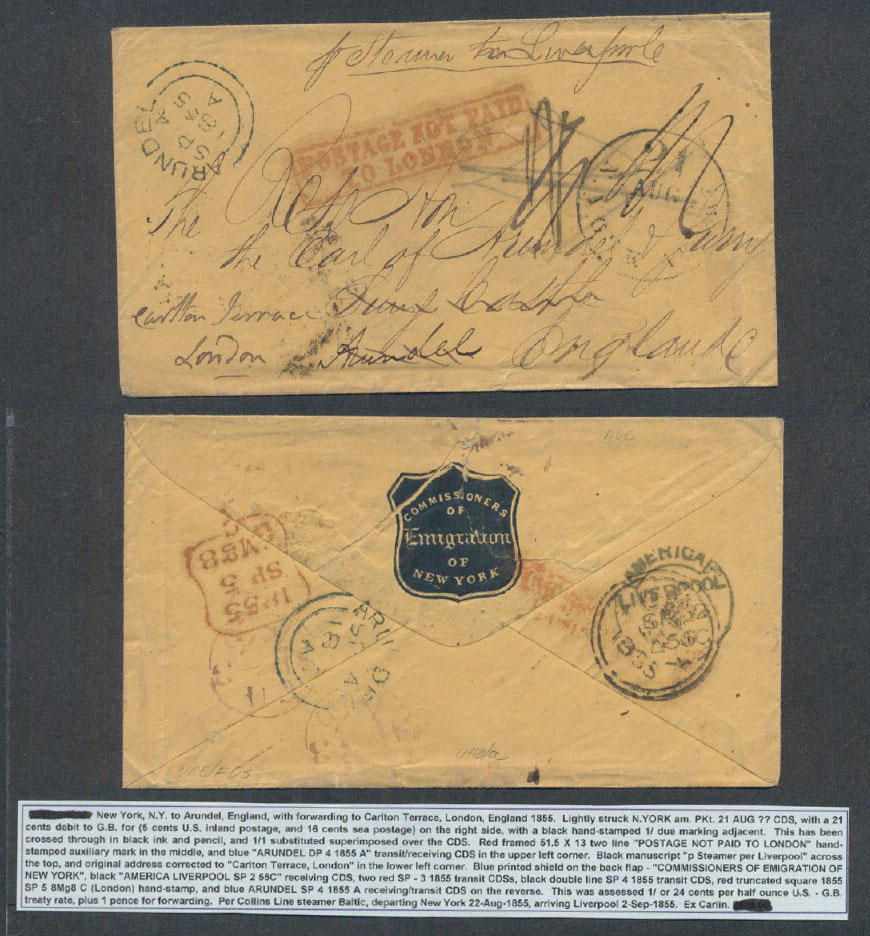 p Steamer per Liverpool
ARUNDEL
SP 4
1855
A
POSTAGE NOT PAID
TO LONDON
21
AUG
The Rt Hon
the Earl of Arundel & Surry
Carlton Terrace
London Arundel England
COMMISSIONERS
OF
Emigration
OF
NEW YORK
8Mg8
SP 5
1855
ARUNDEL
AMERICA
LIVERPOOL
1855
New York, N.Y. to Arundel, England, with forwarding to Carlton Terrace, London, England 1855. Lightly struck N.YORK am. PKt. 21 AUG ?? CDS, with a 21
cents debit to G.B. for (5 cents U.S. inland postage, and 16 cents sea postage) on the right side, with a black hand-stamped 1/ due marking adjacent. This has been
crossed through in black ink and pencil, and 1/1 substituted superimposed over the CDS. Red framed 51.5 X 13 two line "POSTAGE NOT PAID TO LONDON" hand-
stamped auxiliary mark in the middle, and blue "ARUNDEL DP 4 1855 A" transit/receiving CDS in the upper left corner. Black manuscript "p Steamer per Liverpool" across
the top, and original address corrected to "Carlton Terrace, London" in the lower left corner. Blue printed shield on the back flap - "COMMISSIONERS OF EMIGRATION OF
NEW YORK", black "AMERICA LIVERPOOL SP 2 55C" receiving CDS, two red SP - 3 1855 transit CDSs, black double line SP 4 1855 transit CDS, red truncated square 1855
SP 5 8Mg8 C (London) hand-stamp, and blue ARUNDEL SP 4 1855 A receiving/transit CDS on the reverse. This was assessed 1/ or 24 cents per half ounce U.S. - G.B.
treaty rate, plus 1 pence for forwarding. Per Collins Line steamer Baltic, departing New York 22-Aug-1855, arriving Liverpool 2-Sep-1855. Ex Carlin.